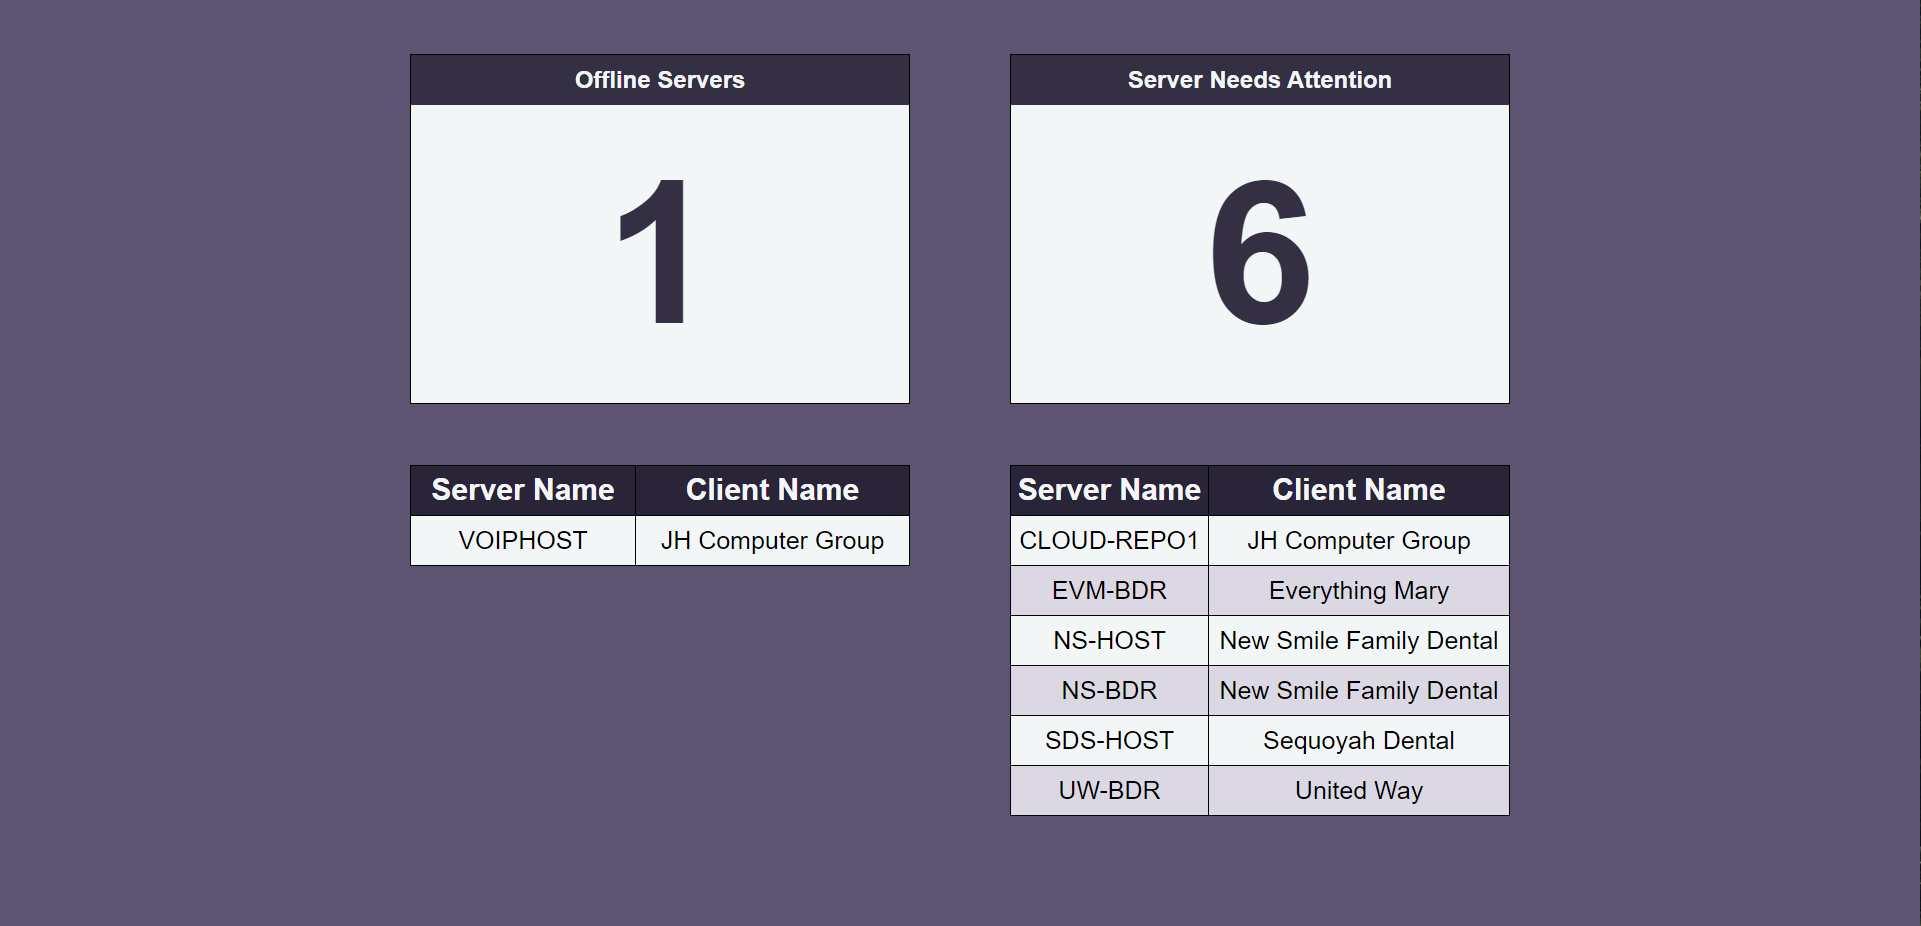 Offline Servers
1
Server Name Client Name
VOIPHOST JH Computer Group
Server Needs Attention
6
Server Name Client Name
CLOUD-REPO1 JH Computer Group
EVM-BDR Everything Mary
NS-HOST New Smile Family Dental
NS-BDR New Smile Family Dental
SDS-HOST Sequoyah Dental
UW-BDR United Way